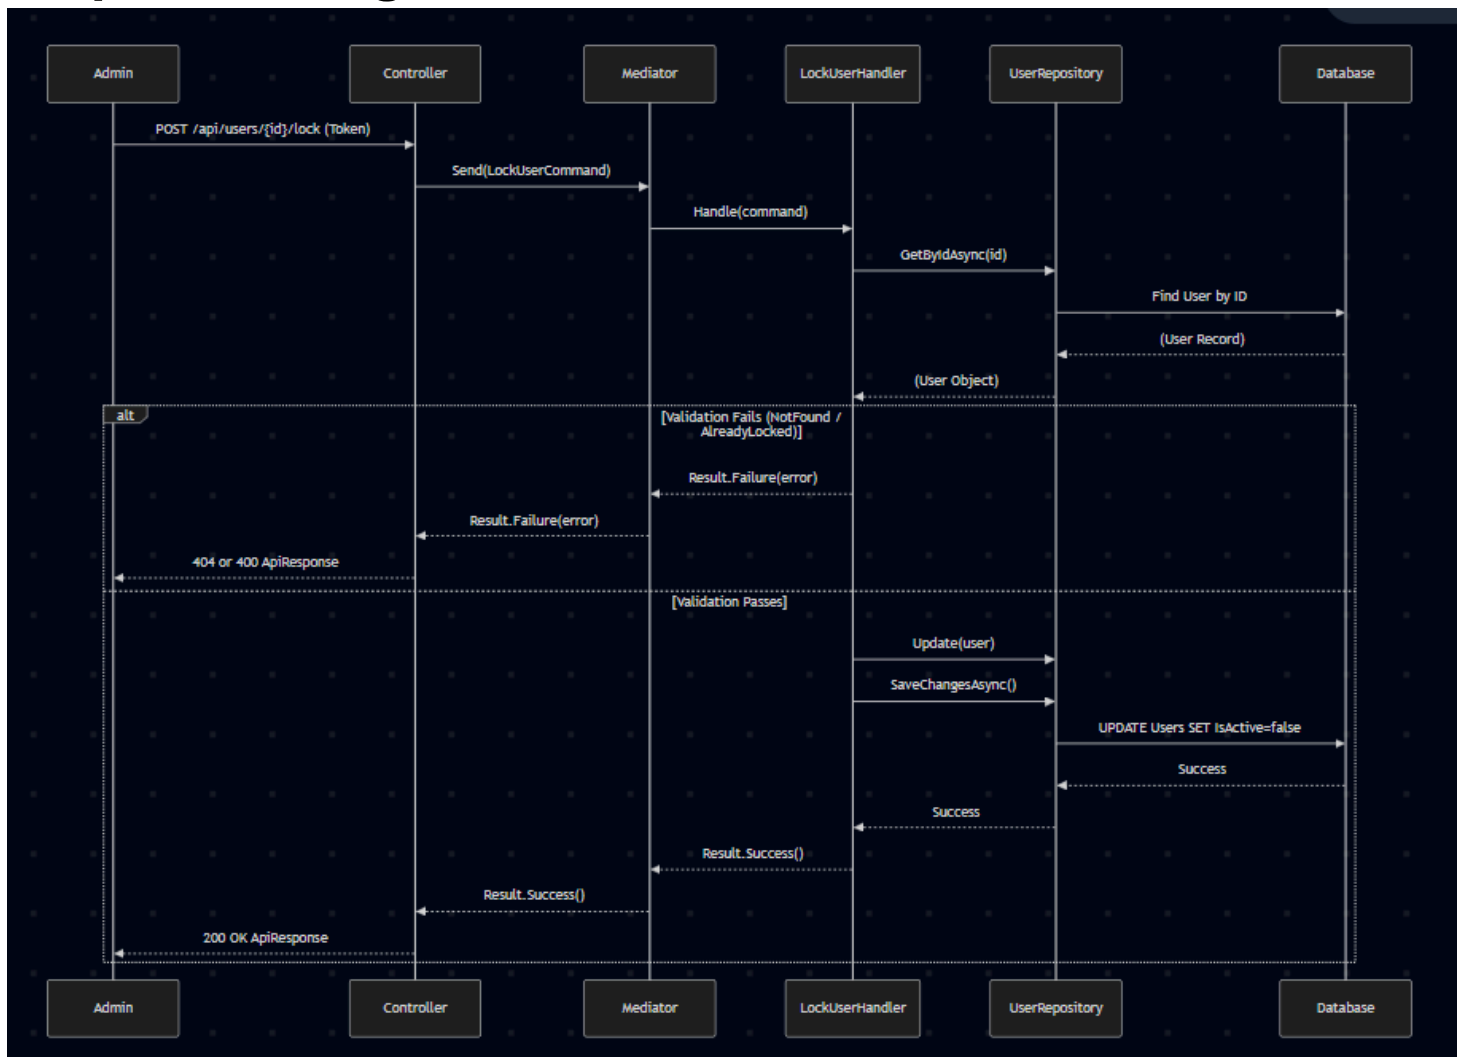 Admin
Controller
Mediator
LockUserHandler
UserRepository
Database
POST /api/users/{id}/lock (Token)
Send(LockUserCommand)
Handle(command)
GetByIdAsync(id)
Find User by ID
(User Record)
(User Object)
alt
[Validation Fails (NotFound /
AlreadyLocked)]
Result.Failure(error)
Result.Failure(error)
404 or 400 ApiResponse
[Validation Passes]
Update(user)
SaveChangesAsync()
UPDATE Users SET IsActive=false
Success
Success
Result.Success()
Result.Success()
200 OK ApiResponse
Admin
Controller
Mediator
LockUserHandler
UserRepository
Database